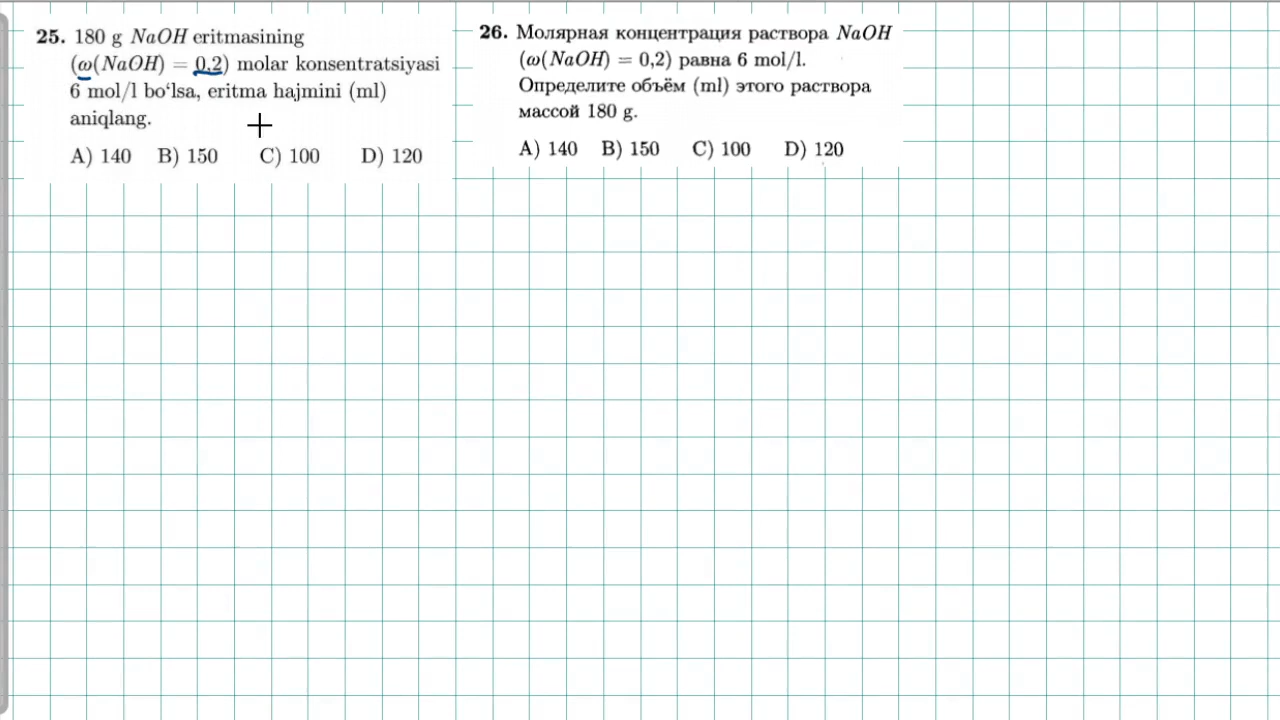 25. 180 g NaOH eritmasining
(ω(NaOH) = 0,2) molar konsentratsiyasi
6 mol/l bo‘lsa, eritma hajmini (ml)
aniqlang.
A) 140 B) 150 C) 100 D) 120
26. Молярная концентрация раствора NaOH
(ω(NaOH) = 0,2) равна 6 mol/l.
Определите объём (ml) этого раствора
массой 180 g.
A) 140 B) 150 C) 100 D) 120